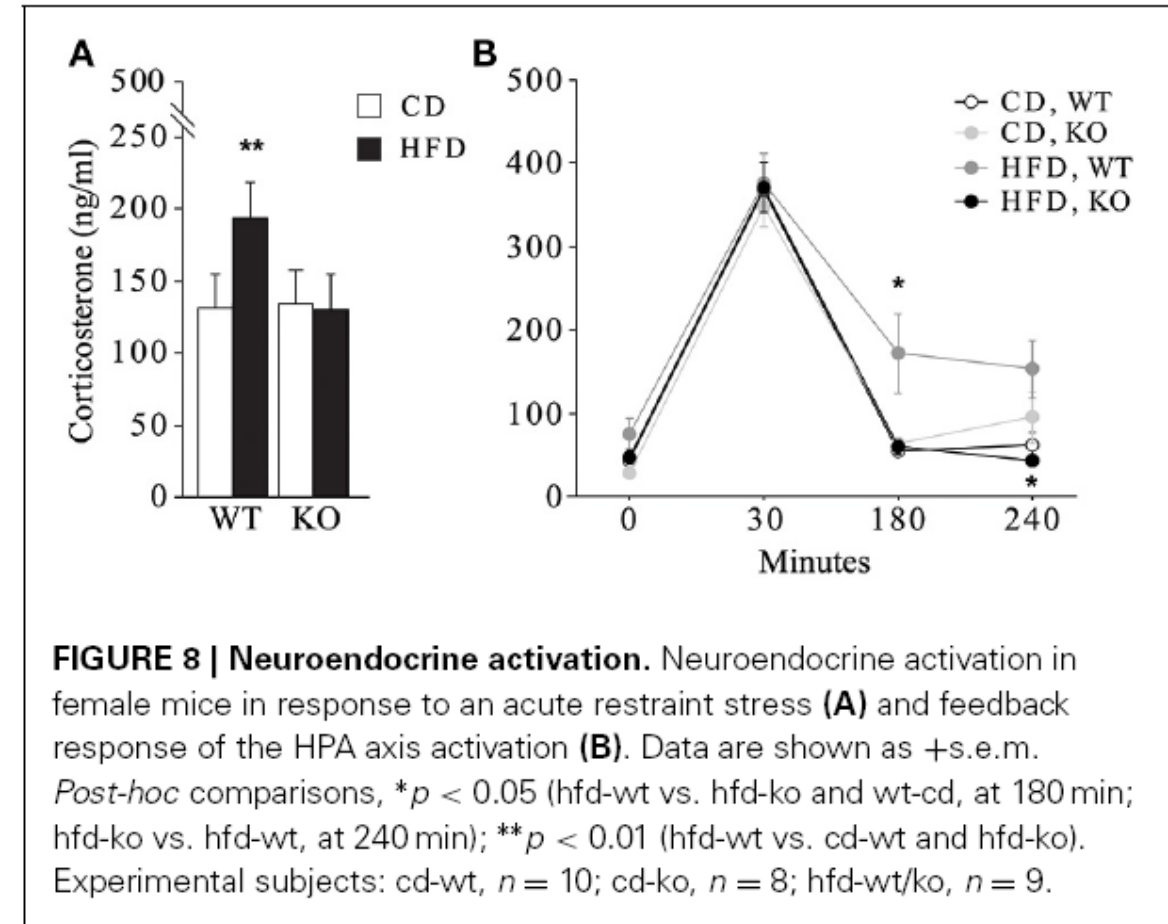 A
B
500
250
200
150
100
50
0
Corticosterone (ng/ml)
**
CD
HFD
WT KO
500
400
300
200
100
0
CD, WT
CD, KO
HFD, WT
HFD, KO
*
*
0 30 180 240
Minutes
FIGURE 8 | Neuroendocrine activation. Neuroendocrine activation in
female mice in response to an acute restraint stress (A) and feedback
response of the HPA axis activation (B). Data are shown as +s.e.m.
Post-hoc comparisons, *p < 0.05 (hfd-wt vs. hfd-ko and wt-cd, at 180 min;
hfd-ko vs. hfd-wt, at 240 min); **p < 0.01 (hfd-wt vs. cd-wt and hfd-ko).
Experimental subjects: cd-wt, n = 10; cd-ko, n = 8; hfd-wt/ko, n = 9.